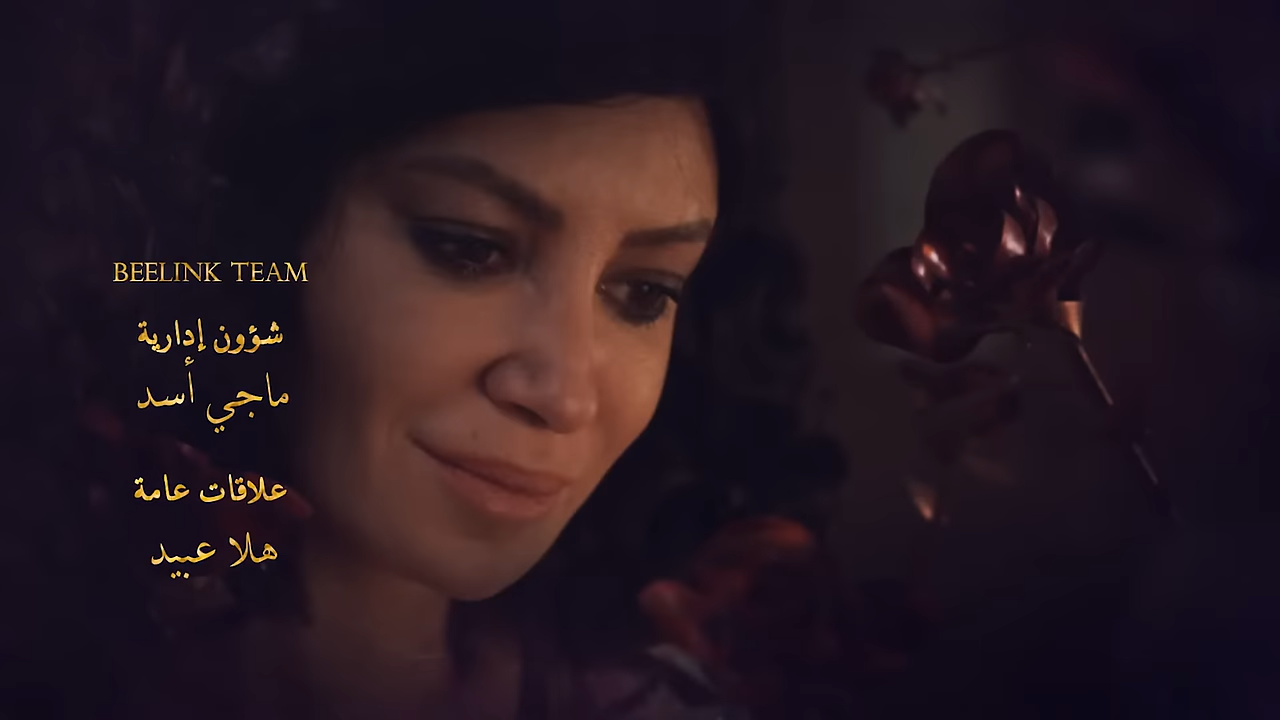 BEELINK TEAM
شؤون إدارية
ماجي أسد
علاقات عامة
هلا عبيد